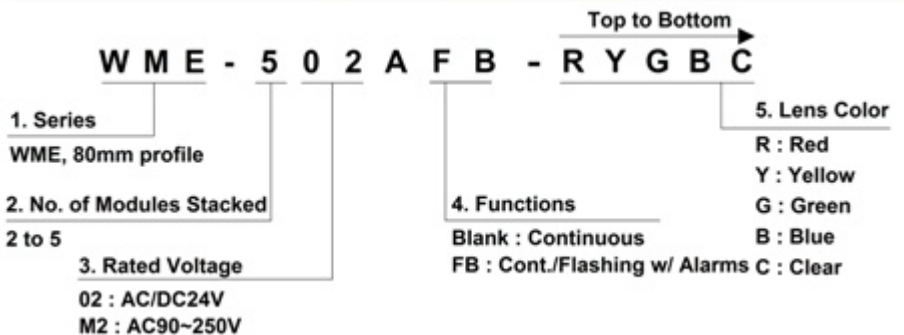 Top to Bottom
W M E - 5 0 2 A F B - R Y G B C
1. Series
WME, 80mm profile
2. No. of Modules Stacked
2 to 5
3. Rated Voltage
02 : AC/DC24V
M2 : AC90~250V
4. Functions
Blank : Continuous
FB : Cont./Flashing w/ Alarms
5. Lens Color
R : Red
Y : Yellow
G : Green
B : Blue
C : Clear